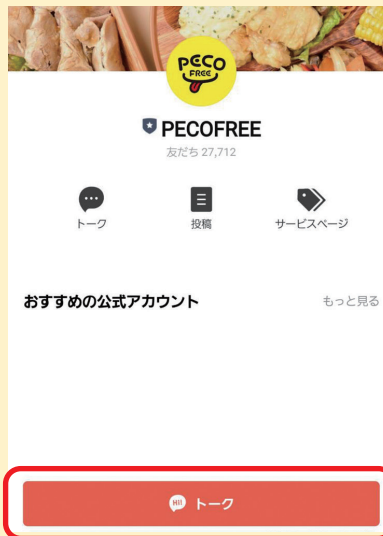 PECO
FREE
PECOFREE
友だち 27,712
トーク
投稿
サービスページ
おすすめの公式アカウント
もっと見る
HI! トーク